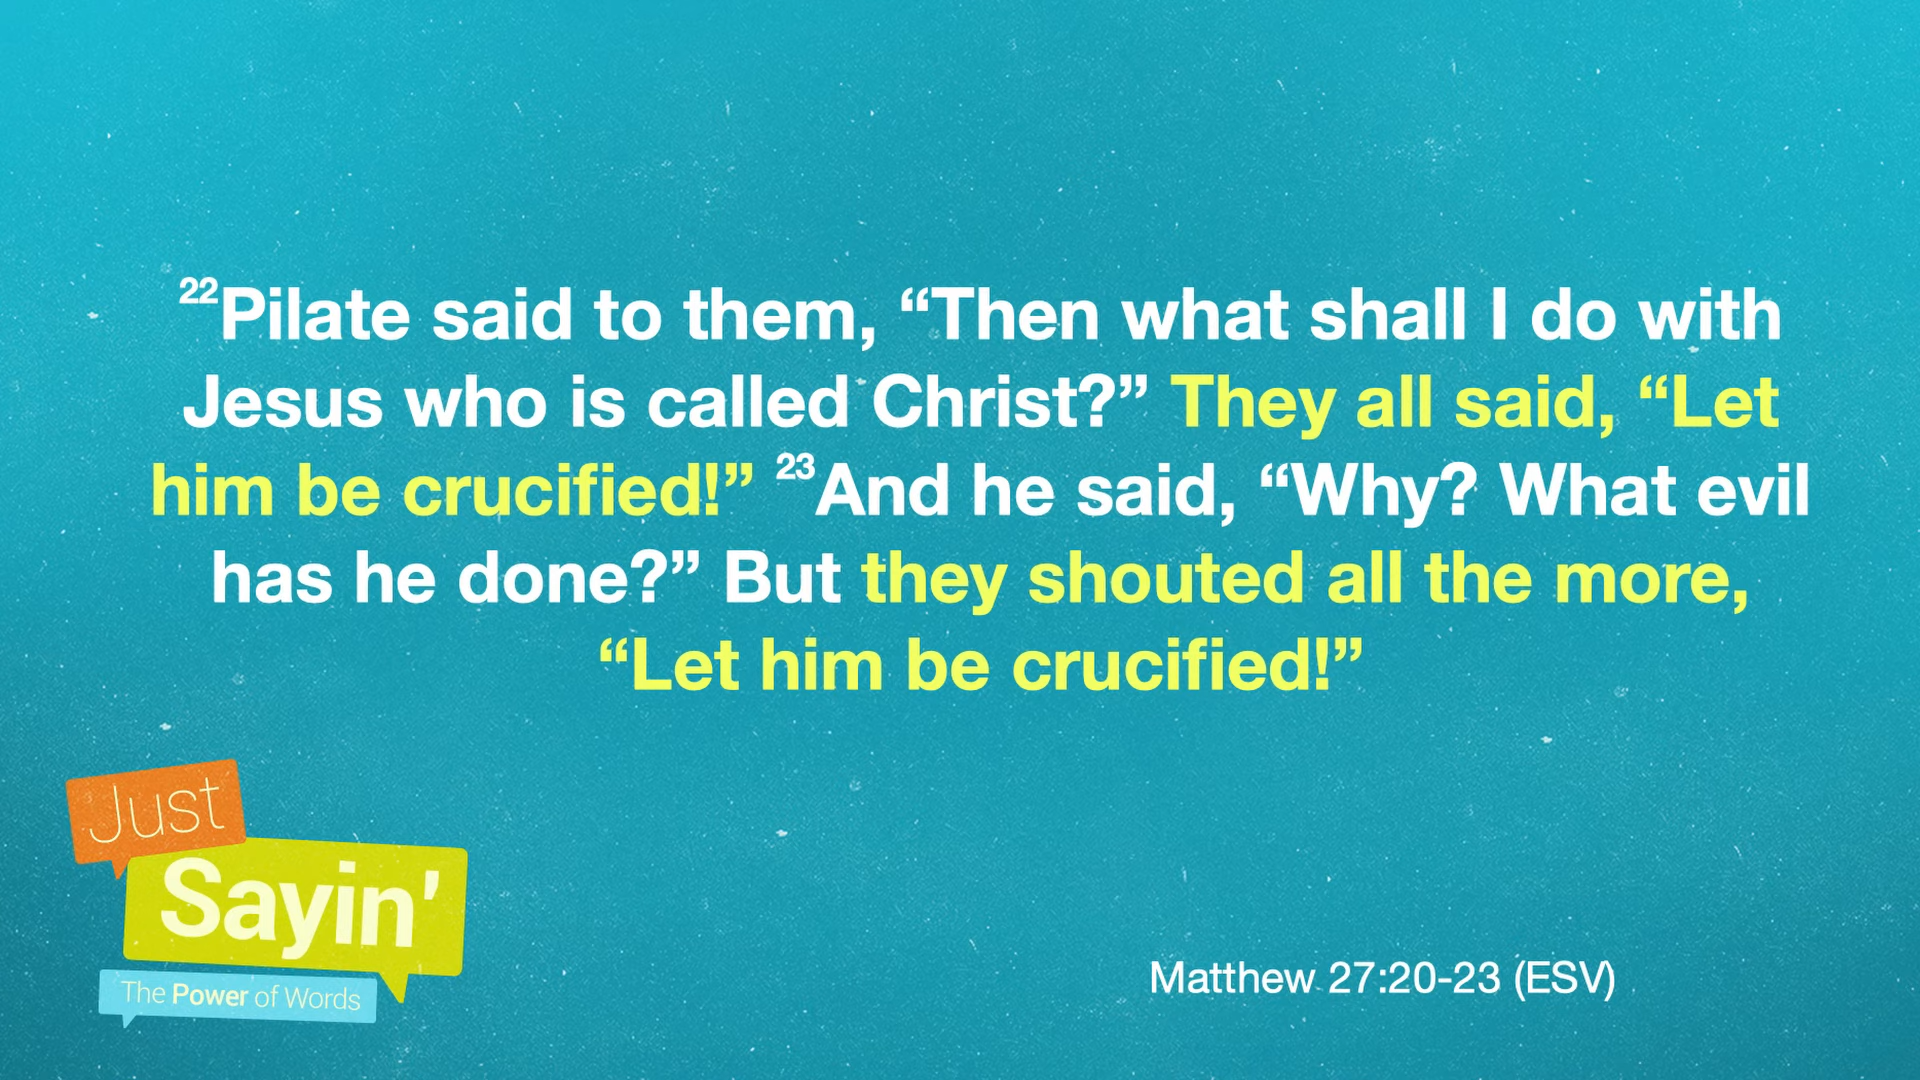 ²²Pilate said to them, “Then what shall I do with
Jesus who is called Christ?” They all said, “Let
him be crucified!” ²³And he said, “Why? What evil
has he done?” But they shouted all the more,
“Let him be crucified!”
Just
Sayin'
The Power of Words
Matthew 27:20-23 (ESV)